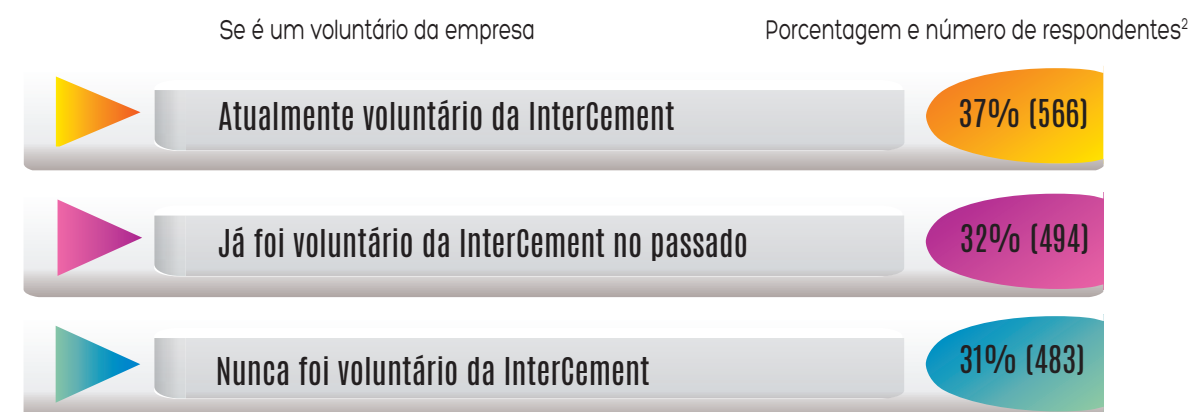 Se é um voluntário da empresa Porcentagem e número de respondentes²
Atualmente voluntário da InterCement 37% (566)
Já foi voluntário da InterCement no passado 32% (494)
Nunca foi voluntário da InterCement 31% (483)